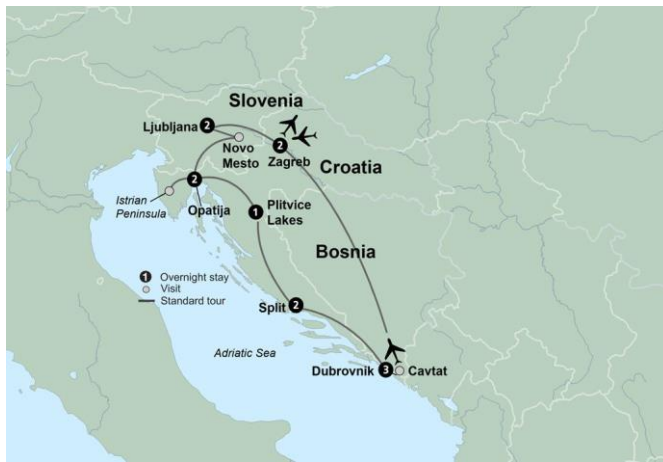 Slovenia
Ljubljana 2
2
Novo
Mesto
Zagreb
Croatia
Istrian
Peninsula
2
Opatija
1 Plitvice
Lakes
Bosnia
1 Overnight stay
Visit
Standard tour
Split 2
Adriatic Sea
Dubrovnik 3 Cavtat